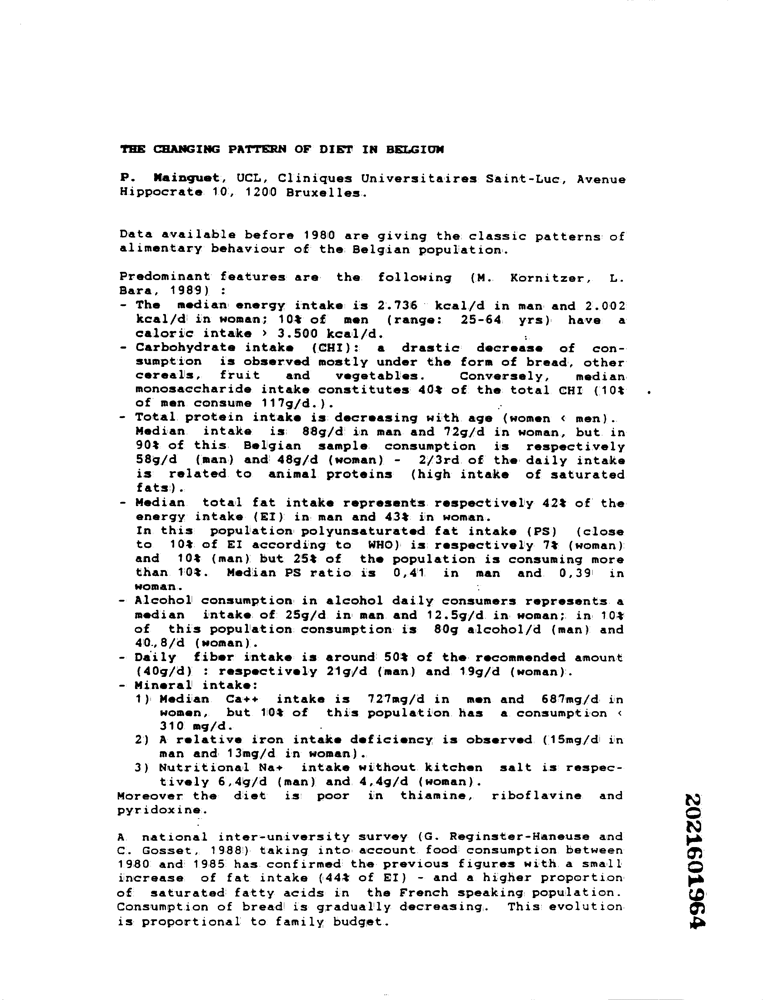 THE CHANGING PATTERN OF DIET IN BELGIUM
P. Mainguet, UCL, Cliniques Universitaires Saint-Luc, Avenue
Hippocrate 10, 1200 Bruxelles.
Data available before 1980 are giving the classic patterns of
alimentary behaviour of the Belgian population.
Predominant features are the following (M. Kornitzer, L.
Bara, 1989) :
- The median energy intake is 2.736 kcal/d in man and 2.002
kcal/d in woman; 10% of men (range: 25-64 yrs) have a
caloric intake > 3.500 kcal/d.
- Carbohydrate intake (CHI): a drastic decrease of con-
sumption is observed mostly under the form of bread, other
cereals, fruit and vegetables. Conversely, median
monosaccharide intake constitutes 40% of the total CHI (10%
of men consume 117g/d.).
- Total protein intake is decreasing with age (women < men).
Median intake is 88g/d in man and 72g/d in woman, but in
90% of this Belgian sample consumption is respectively
58g/d (man) and 48g/d (woman) - 2/3rd of the daily intake
is related to animal proteins (high intake of saturated
fats).
- Median total fat intake represents respectively 42% of the
energy intake (EI) in man and 43% in woman.
In this population polyunsaturated fat intake (PS) (close
to 10% of EI according to WHO) is respectively 7% (woman)
and 10% (man) but 25% of the population is consuming more
than 10%. Median PS ratio is 0,41 in man and 0,39 in
woman.
- Alcohol consumption in alcohol daily consumers represents a
median intake of 25g/d in man and 12.5g/d in woman; in 10%
of this population consumption is 80g alcohol/d (man) and
40,8/d (woman).
- Daily fiber intake is around 50% of the recommended amount
(40g/d) : respectively 21g/d (man) and 19g/d (woman).
- Mineral intake:
1) Median Ca++ intake is 727mg/d in men and 687mg/d in
women, but 10% of this population has a consumption <
310 mg/d.
2) A relative iron intake deficiency is observed (15mg/d in
man and 13mg/d in woman).
3) Nutritional Na+ intake without kitchen salt is respec-
tively 6,4g/d (man) and 4,4g/d (woman).
Moreover the diet is poor in thiamine, riboflavine and
pyridoxine.
A national inter-university survey (G. Reginster-Haneuse and
C. Gosset, 1988) taking into account food consumption between
1980 and 1985 has confirmed the previous figures with a small
increase of fat intake (44% of EI) - and a higher proportion
of saturated fatty acids in the French speaking population.
Consumption of bread is gradually decreasing. This evolution
is proportional to family budget.
2021601964